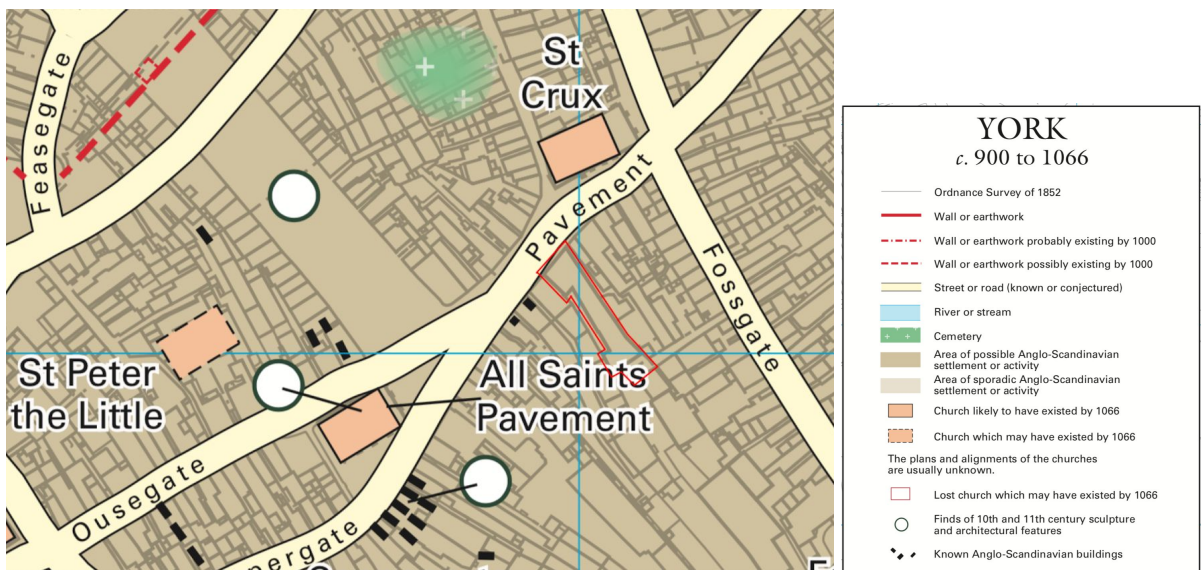 Feasegate
St
Crux
Pavement
Fossgate
St Peter
the Little
All Saints
Pavement
Ousegate
pergate
YORK
c. 900 to 1066
Ordnance Survey of 1852
Wall or earthwork
Wall or earthwork probably existing by 1000
Wall or earthwork possibly existing by 1000
Street or road (known or conjectured)
River or stream
Cemetery
Area of possible Anglo-Scandinavian
settlement or activity
Area of sporadic Anglo-Scandinavian
settlement or activity
Church likely to have existed by 1066
Church which may have existed by 1066
The plans and alignments of the churches
are usually unknown.
Lost church which may have existed by 1066
Finds of 10th and 11th century sculpture
and architectural features
Known Anglo-Scandinavian buildings